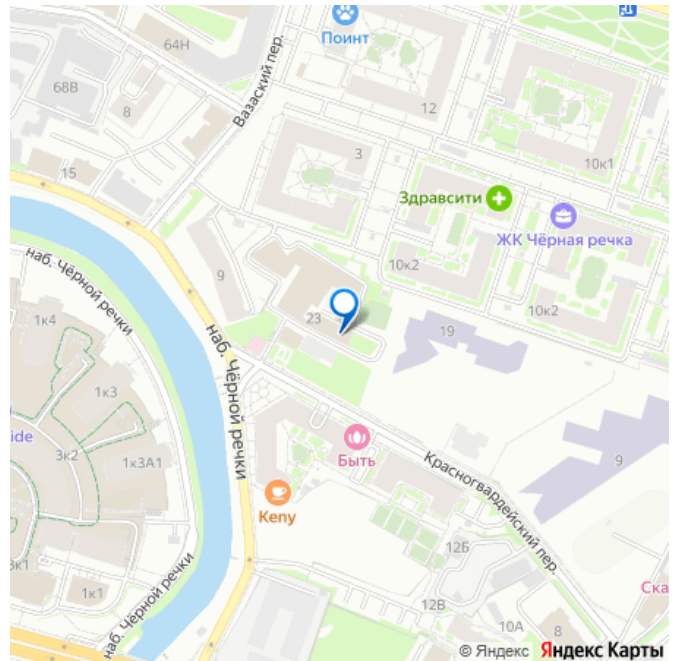 Поинт
64Н
68В
8
Вазаский пер.
12
15
3
10к1
Здравсити
ЖК Чёрная речка
наб. Чёрной речки
9
10к2
10к2
1к4
23
19
наб. Чёрной речки
1к3
ide
3к2
1к3А1
Быть
Красногвардейский пер.
9
Keny
12Б
1к1
наб. Чёрной речки
12В
10А
8
Ска
© Яндекс Яндекс Карты